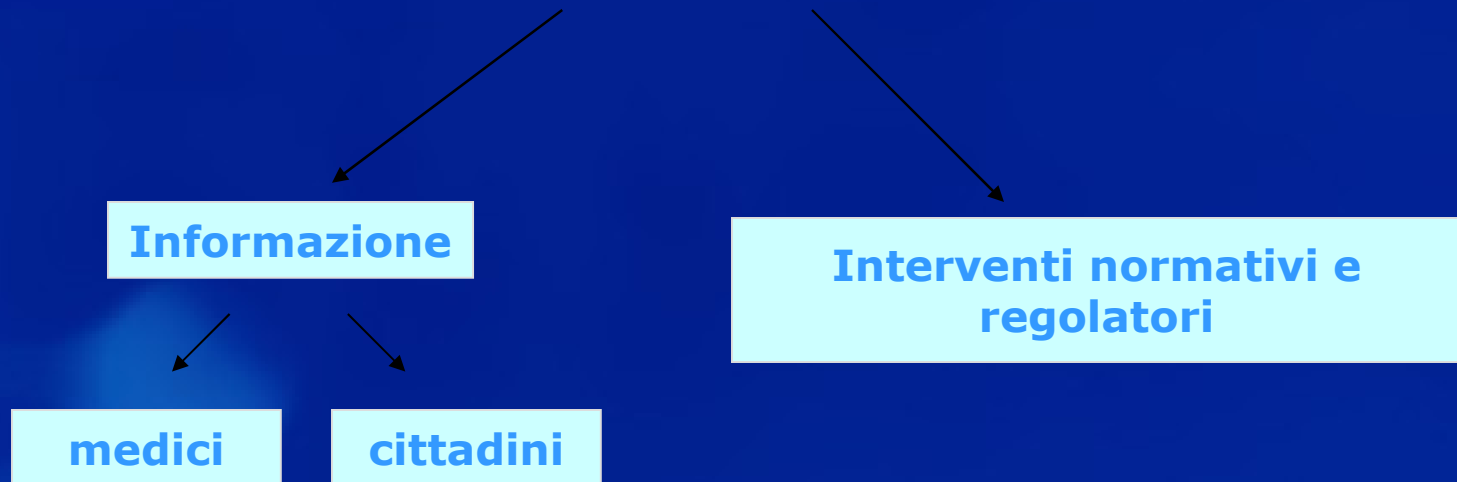 Informazione
Interventi normativi e
regolatori
medici
cittadini